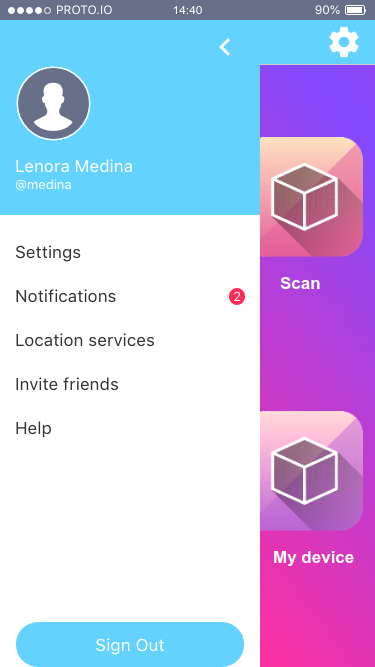 PROTO.IO 14:40 90%
Lenora Medina
@medina
Settings
Notifications 2
Location services
Invite friends
Help
Sign Out
Scan
My device